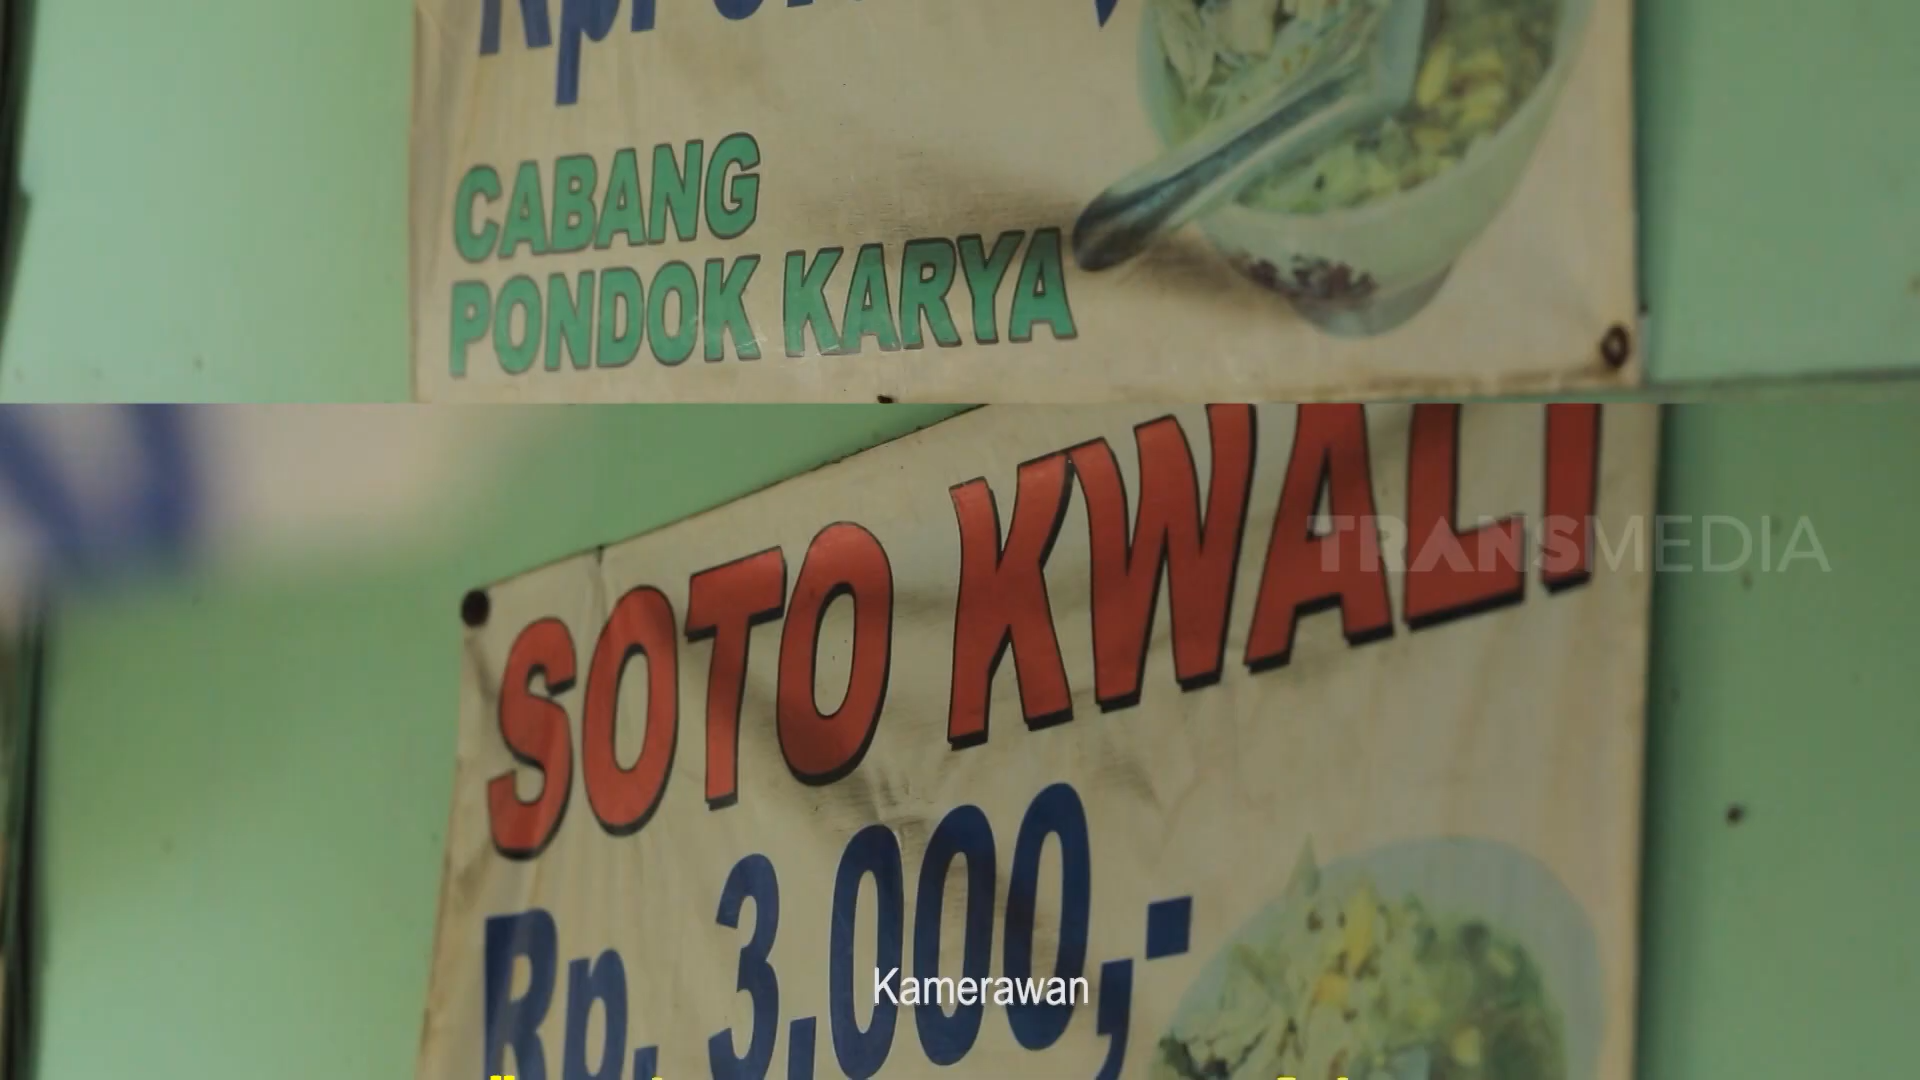 CABANG
PONDOK KARYA
SOTO KWALI
TRANSMEDIA
Rp. 3.000,-
Kamerawan